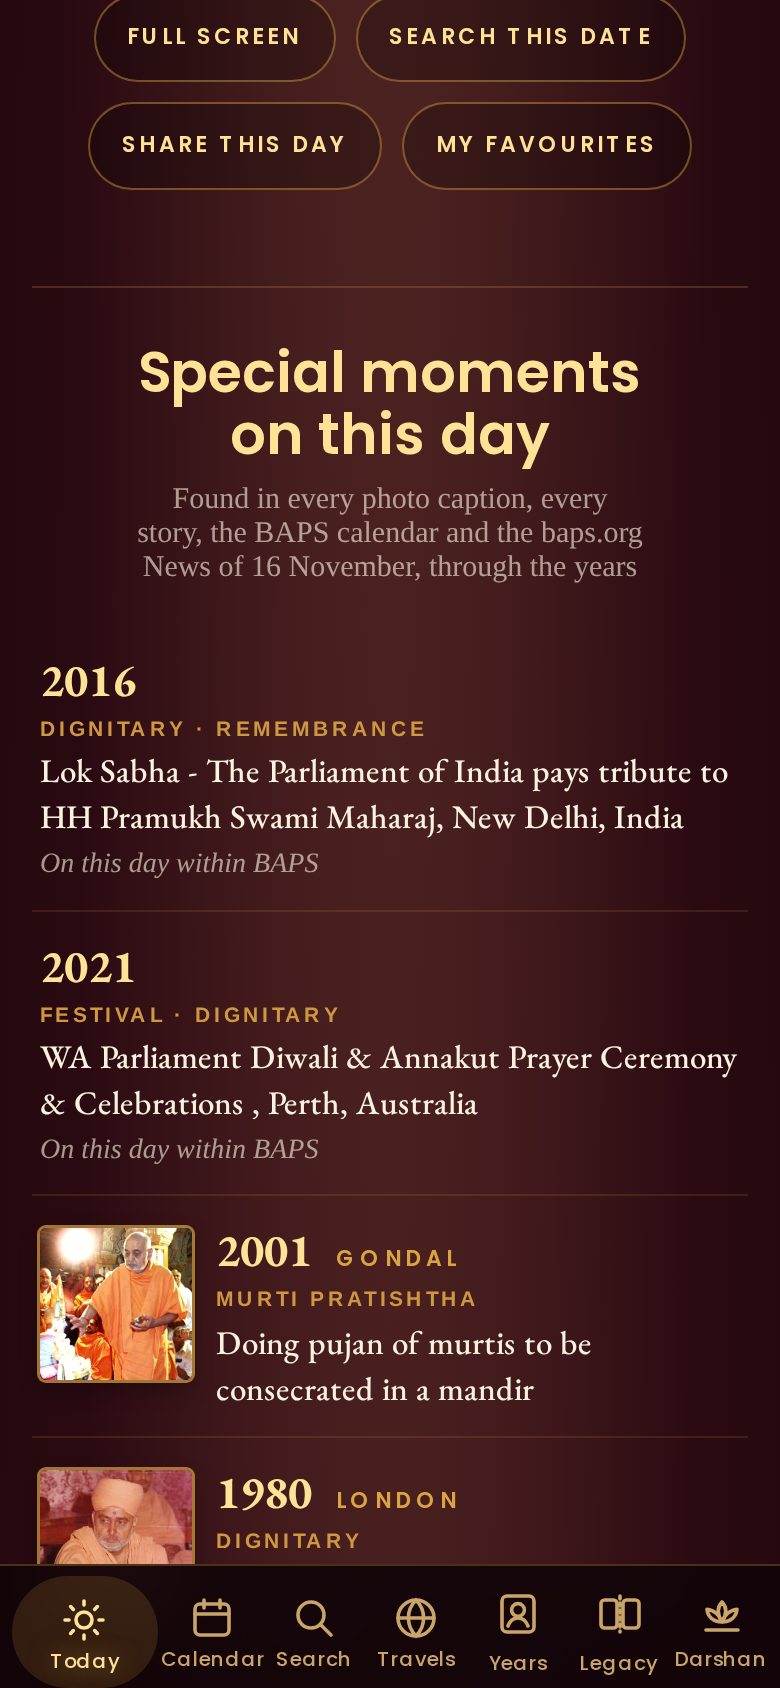 FULL SCREEN
SEARCH THIS DATE
SHARE THIS DAY
MY FAVOURITES
Special moments
on this day
Found in every photo caption, every
story, the BAPS calendar and the baps.org
News of 16 November, through the years
2016
DIGNITARY · REMEMBRANCE
Lok Sabha - The Parliament of India pays tribute to
HH Pramukh Swami Maharaj, New Delhi, India
On this day within BAPS
2021
FESTIVAL · DIGNITARY
WA Parliament Diwali & Annakut Prayer Ceremony
& Celebrations , Perth, Australia
On this day within BAPS
2001 GONDAL
MURTI PRATISHTHA
Doing pujan of murtis to be
consecrated in a mandir
1980 LONDON
DIGNITARY
Today
Calendar
Search
Travels
Years
Legacy
Darshan